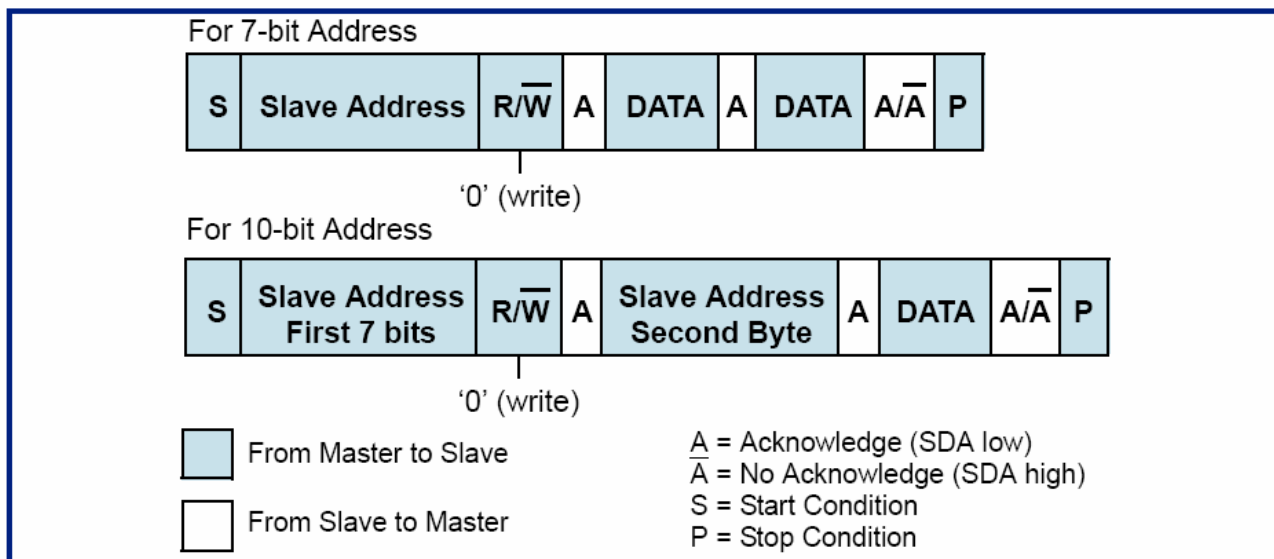 For 7-bit Address
S Slave Address R/W̅ A DATA A DATA A/A̅ P
‘0’ (write)
For 10-bit Address
S Slave Address First 7 bits R/W̅ A Slave Address Second Byte A DATA A/A̅ P
‘0’ (write)
From Master to Slave
From Slave to Master
A = Acknowledge (SDA low)
A̅ = No Acknowledge (SDA high)
S = Start Condition
P = Stop Condition